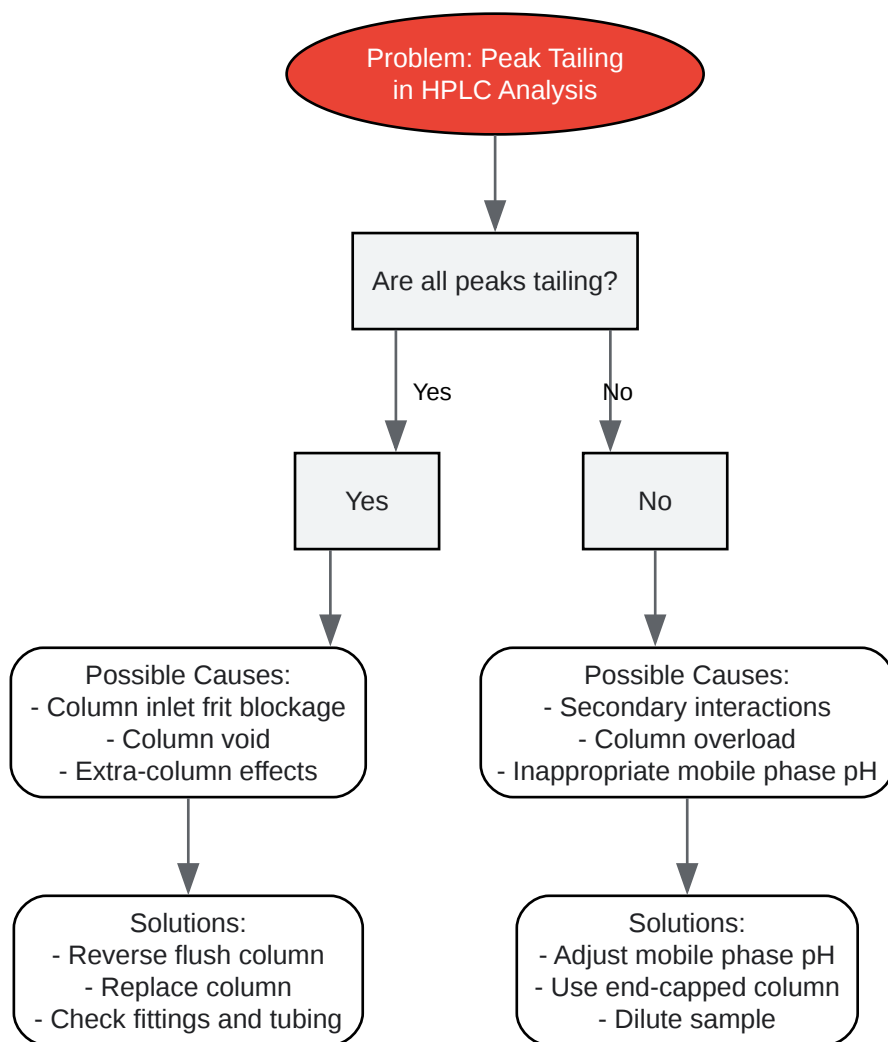 Problem: Peak Tailing
in HPLC Analysis
Are all peaks tailing?
Yes
No
Yes
No
Possible Causes:
- Column inlet frit blockage
- Column void
- Extra-column effects
Possible Causes:
- Secondary interactions
- Column overload
- Inappropriate mobile phase pH
Solutions:
- Reverse flush column
- Replace column
- Check fittings and tubing
Solutions:
- Adjust mobile phase pH
- Use end-capped column
- Dilute sample